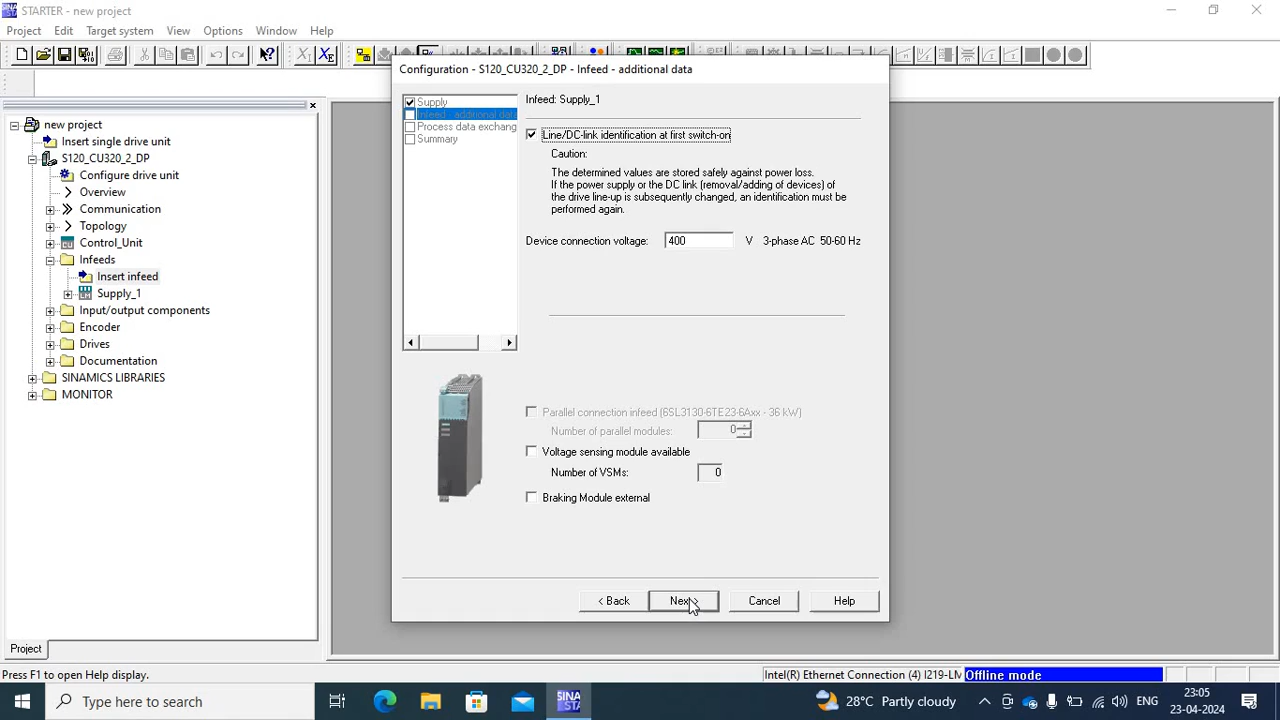 STARTER - new project
Project Edit Target system View Options Window Help
Configuration - S120_CU320_2_DP - Infeed - additional data
Supply
Infeed - additional data
Process data exchang
Summary
Infeed: Supply_1
Line/DC-link identification at first switch-on
Caution:
The determined values are stored safely against power loss.
If the power supply or the DC link (removal/adding of devices) of
the drive line-up is subsequently changed, an identification must be
performed again.
Device connection voltage: 400 V 3-phase AC 50-60 Hz
Parallel connection infeed (6SL3130-6TE23-6Axx - 36 kW)
Number of parallel modules: 0
Voltage sensing module available
Number of VSMs: 0
Braking Module external
< Back Next > Cancel Help
new project
Insert single drive unit
S120_CU320_2_DP
Configure drive unit
Overview
Communication
Topology
Control_Unit
Infeeds
Insert infeed
Supply_1
Input/output components
Encoder
Drives
Documentation
SINAMICS LIBRARIES
MONITOR
Project
Press F1 to open Help display.
Intel(R) Ethernet Connection (4) I219-LM
Offline mode
Type here to search
SINA
STA
28°C Partly cloudy
ENG
23:05
23-04-2024